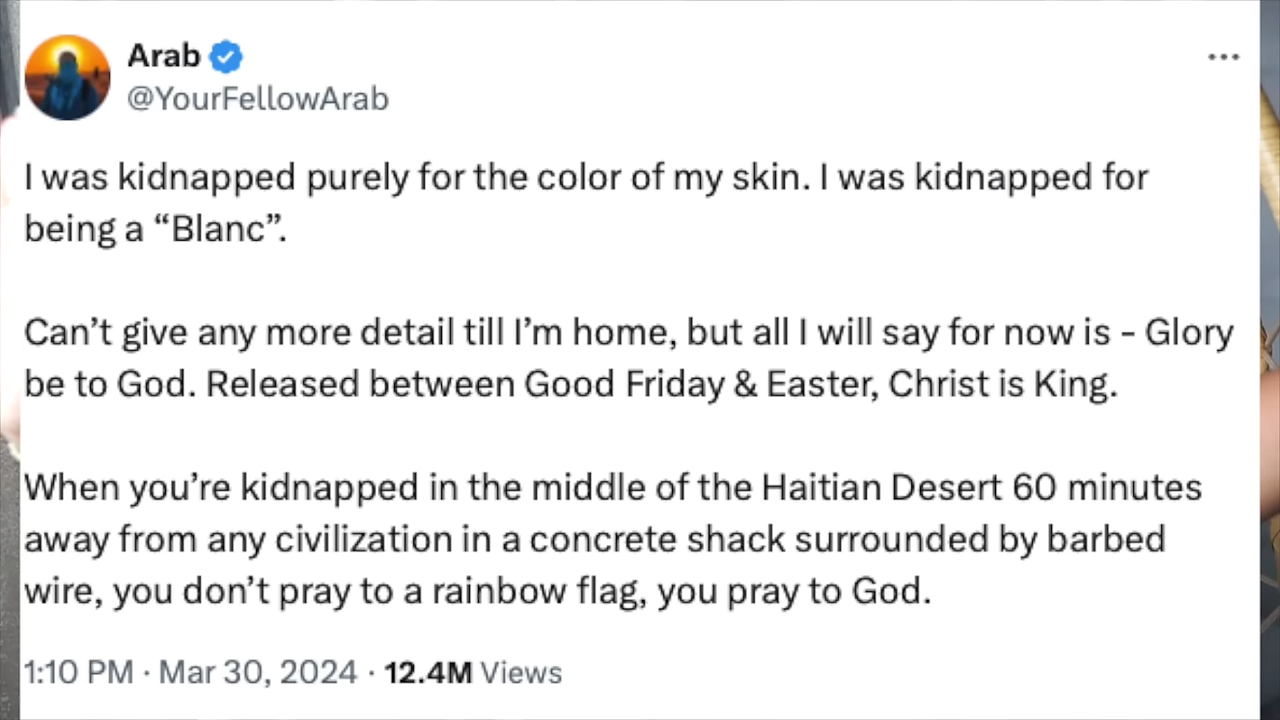 Arab
@YourFellowArab
I was kidnapped purely for the color of my skin. I was kidnapped for
being a “Blanc”.
Can’t give any more detail till I’m home, but all I will say for now is - Glory
be to God. Released between Good Friday & Easter, Christ is King.
When you’re kidnapped in the middle of the Haitian Desert 60 minutes
away from any civilization in a concrete shack surrounded by barbed
wire, you don’t pray to a rainbow flag, you pray to God.
1:10 PM · Mar 30, 2024 · 12.4M Views